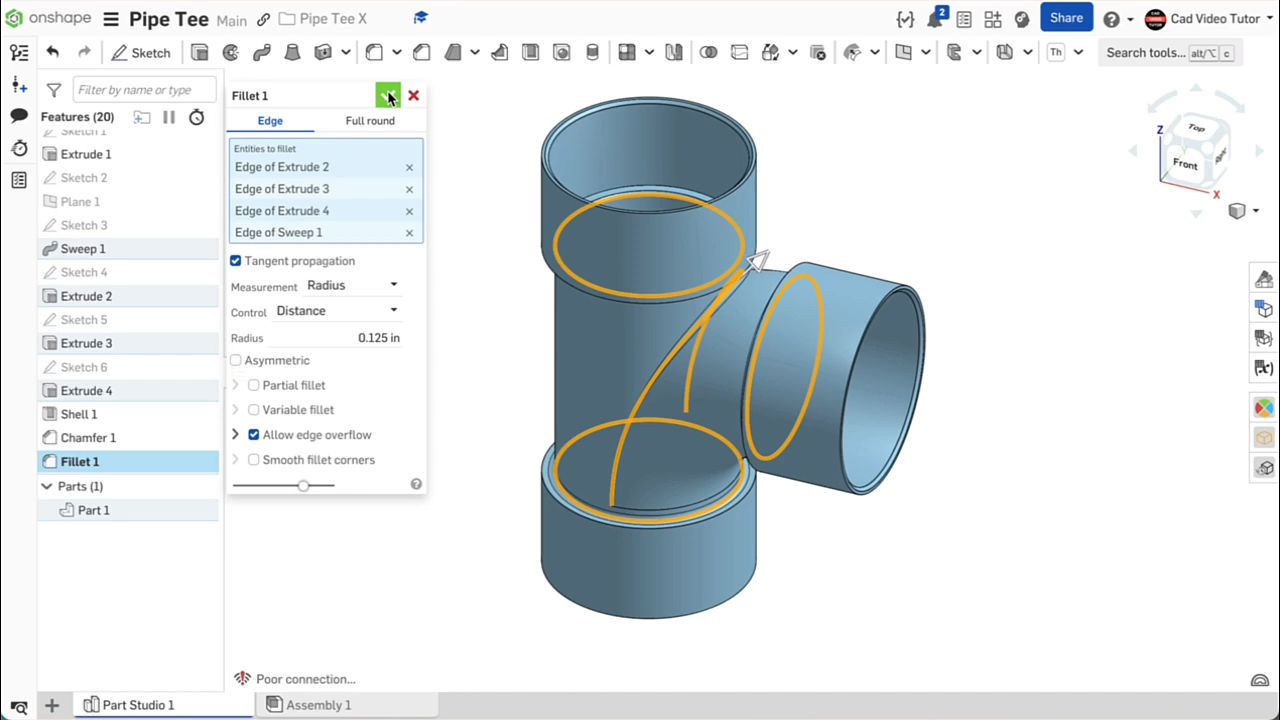 onshape Pipe Tee Main Pipe Tee X 2 Share Cad Video Tutor
Sketch Th Search tools... alt/⌥ c
Filter by name or type
Features (20)
Sketch 1
Extrude 1
Sketch 2
Plane 1
Sketch 3
Sweep 1
Sketch 4
Extrude 2
Sketch 5
Extrude 3
Sketch 6
Extrude 4
Shell 1
Chamfer 1
Fillet 1
Parts (1)
Part 1
Fillet 1
Edge Full round
Entities to fillet
Edge of Extrude 2
Edge of Extrude 3
Edge of Extrude 4
Edge of Sweep 1
Tangent propagation
Measurement Radius
Control Distance
Radius 0.125 in
Asymmetric
Partial fillet
Variable fillet
Allow edge overflow
Smooth fillet corners
Z
Top
Front
Right
X
Poor connection...
Part Studio 1 Assembly 1